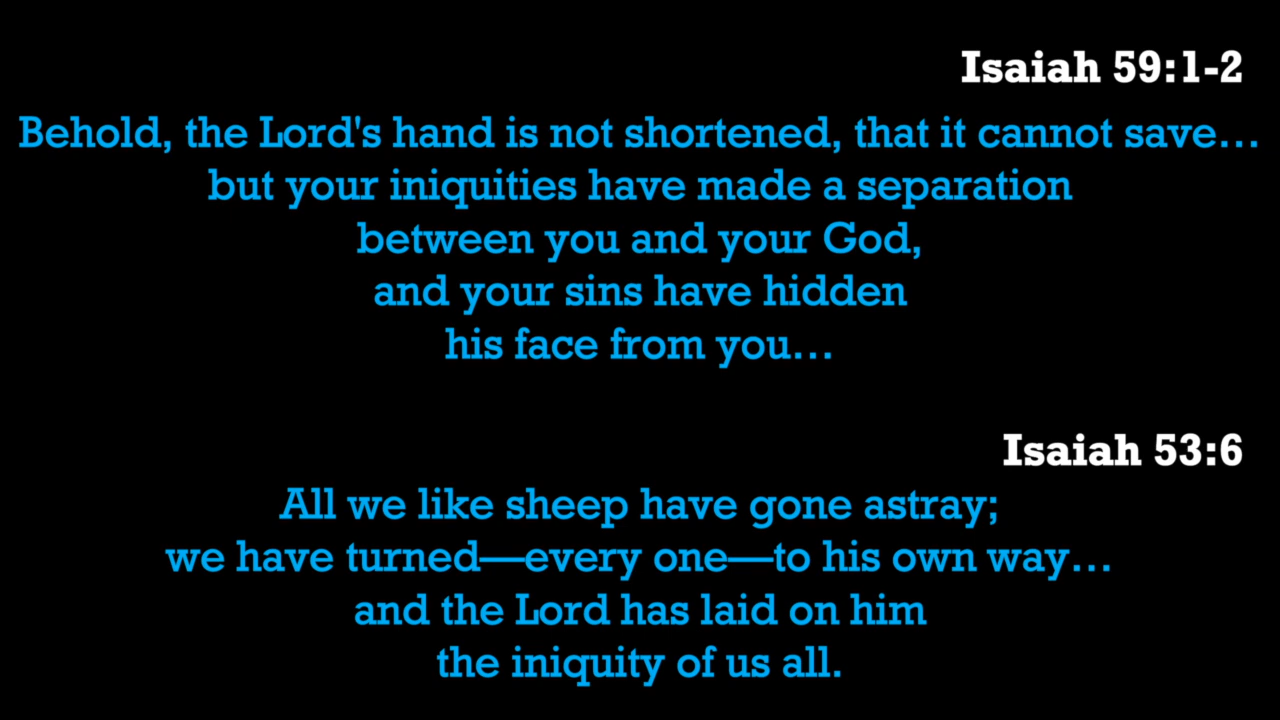 Isaiah 59:1-2
Behold, the Lord's hand is not shortened, that it cannot save…
but your iniquities have made a separation
between you and your God,
and your sins have hidden
his face from you…
Isaiah 53:6
All we like sheep have gone astray;
we have turned—every one—to his own way…
and the Lord has laid on him
the iniquity of us all.